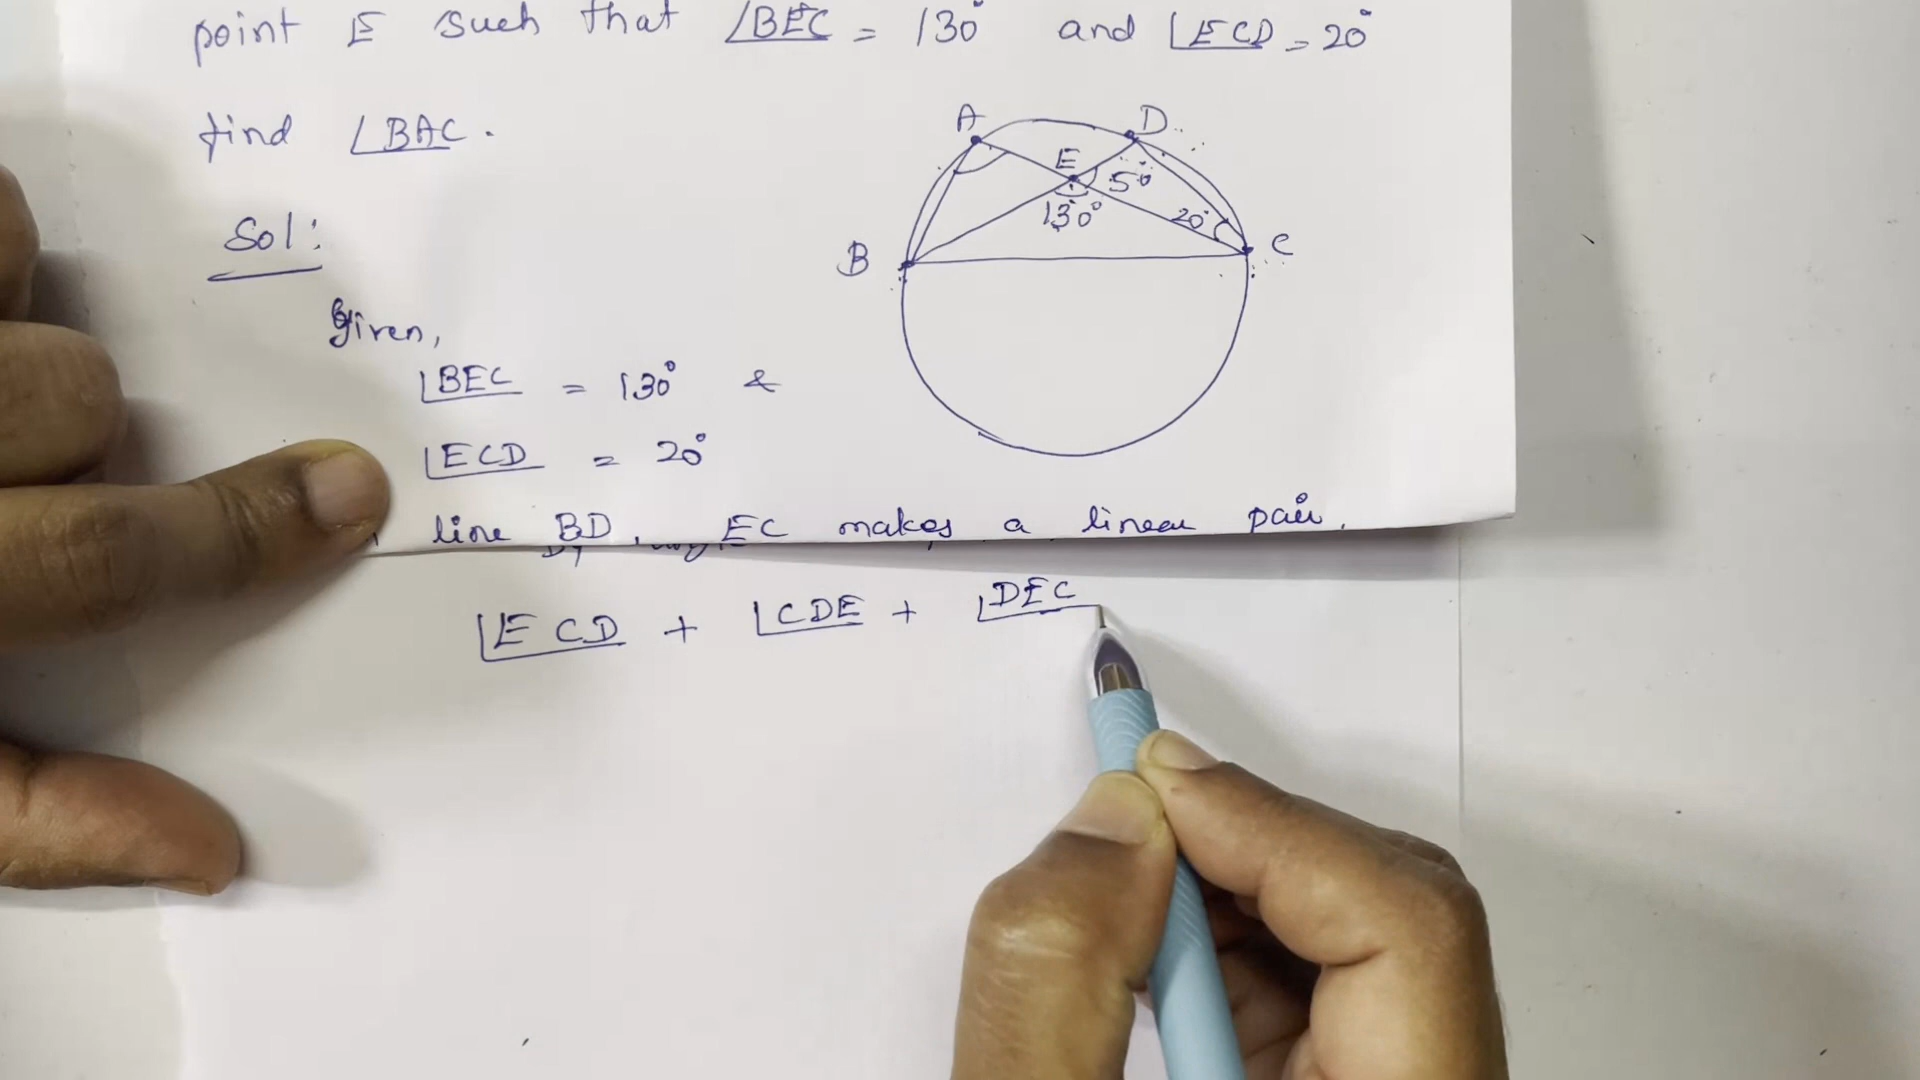 point E such that ∠BEC = 130° and ∠ECD = 20°
find ∠BAC.
A
D
E
50°
130°
20°
B
C
Sol:
Given,
∠BEC = 130° &
∠ECD = 20°
line BD, EC makes a linear pair.
∠ECD + ∠CDE + ∠DEC